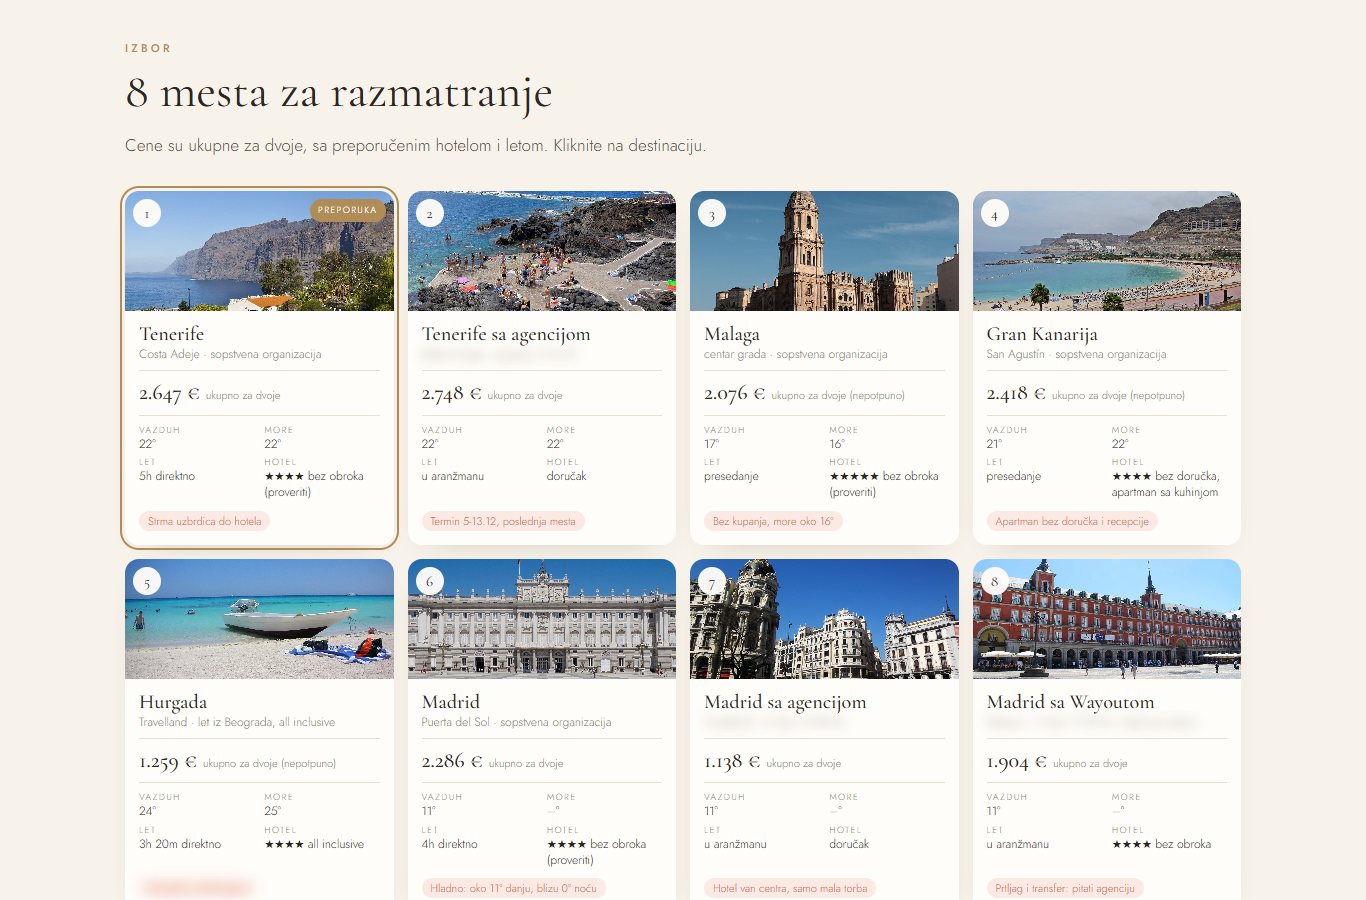 IZBOR
8 mesta za razmatranje
Cene su ukupne za dvoje, sa preporučenim hotelom i letom. Kliknite na destinaciju.
1
PREPORUKA
Tenerife
Costa Adeje · sopstvena organizacija
2.647 € ukupno za dvoje
VAZDUH MORE
22° 22°
LET HOTEL
5h direktno ★★★★ bez obroka
(proveriti)
Strma uzbrdica do hotela
2
Tenerife sa agencijom
2.748 € ukupno za dvoje
VAZDUH MORE
22° 22°
LET HOTEL
u aranžmanu doručak
Termin 5-13.12, poslednja mesta
3
Malaga
centar grada · sopstvena organizacija
2.076 € ukupno za dvoje (nepotpuno)
VAZDUH MORE
17° 16°
LET HOTEL
presedanje ★★★★★ bez obroka
(proveriti)
Bez kupanja, more oko 16°
4
Gran Kanarija
San Agustín · sopstvena organizacija
2.418 € ukupno za dvoje (nepotpuno)
VAZDUH MORE
21° 22°
LET HOTEL
presedanje ★★★★ bez doručka,
apartman sa kuhinjom
Apartman bez doručka i recepcije
5
Hurgada
Travelland · let iz Beograda, all inclusive
1.259 € ukupno za dvoje (nepotpuno)
VAZDUH MORE
24° 25°
LET HOTEL
3h 20m direktno ★★★★ all inclusive
6
Madrid
Puerta del Sol · sopstvena organizacija
2.286 € ukupno za dvoje
VAZDUH MORE
11° –°
LET HOTEL
4h direktno ★★★★ bez obroka
(proveriti)
Hladno: oko 11° danju, blizu 0° noću
7
Madrid sa agencijom
1.138 € ukupno za dvoje
VAZDUH MORE
11° –°
LET HOTEL
u aranžmanu doručak
Hotel van centra, samo mala torba
8
Madrid sa Wayoutom
1.904 € ukupno za dvoje
VAZDUH MORE
11° –°
LET HOTEL
u aranžmanu ★★★★ bez obroka
Prtljag i transfer: pitati agenciju